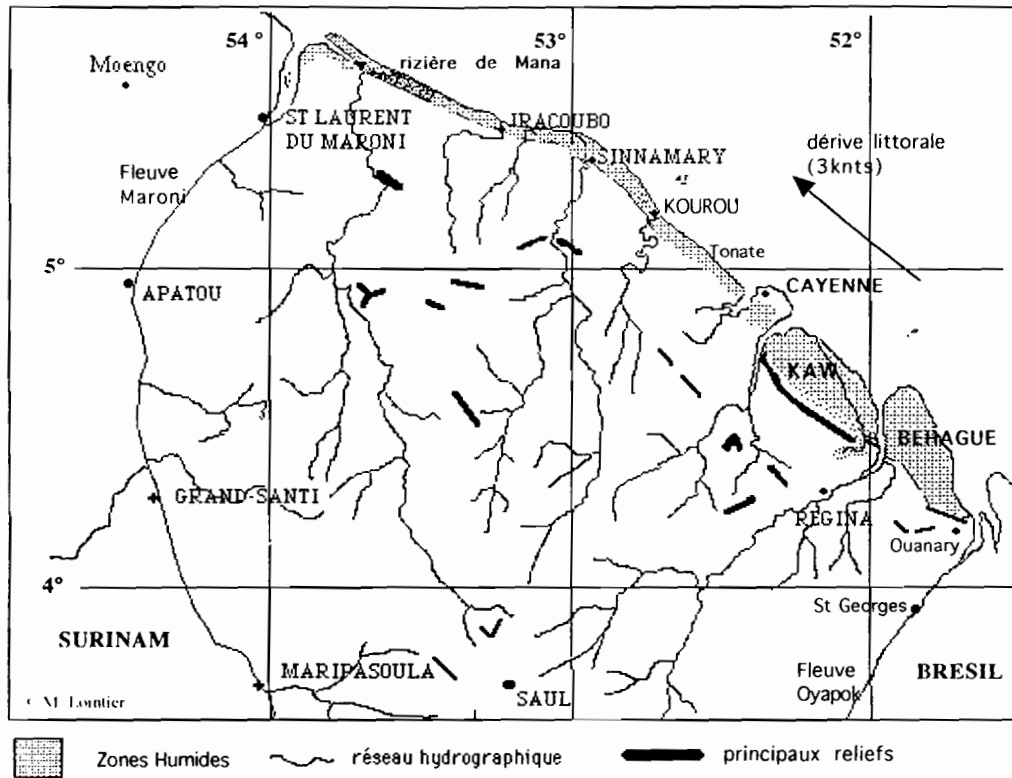 54° 53° 52°
Moengo
rizière de Mana
ST LAURENT
DU MARONI
IRACOUBO
SINNAMARY
dérive littorale
(3knts)
Fleuve
Maroni
KOUROU
Tonate
5°
APATOU
CAYENNE
KAW
BEHAGUE
GRAND-SANTI
REGINA
Ouanary
4°
St Georges
SURINAM
MARIPASOULA
SAUL
Fleuve
Oyapok
BRESIL
Zones Humides
réseau hydrographique
principaux reliefs